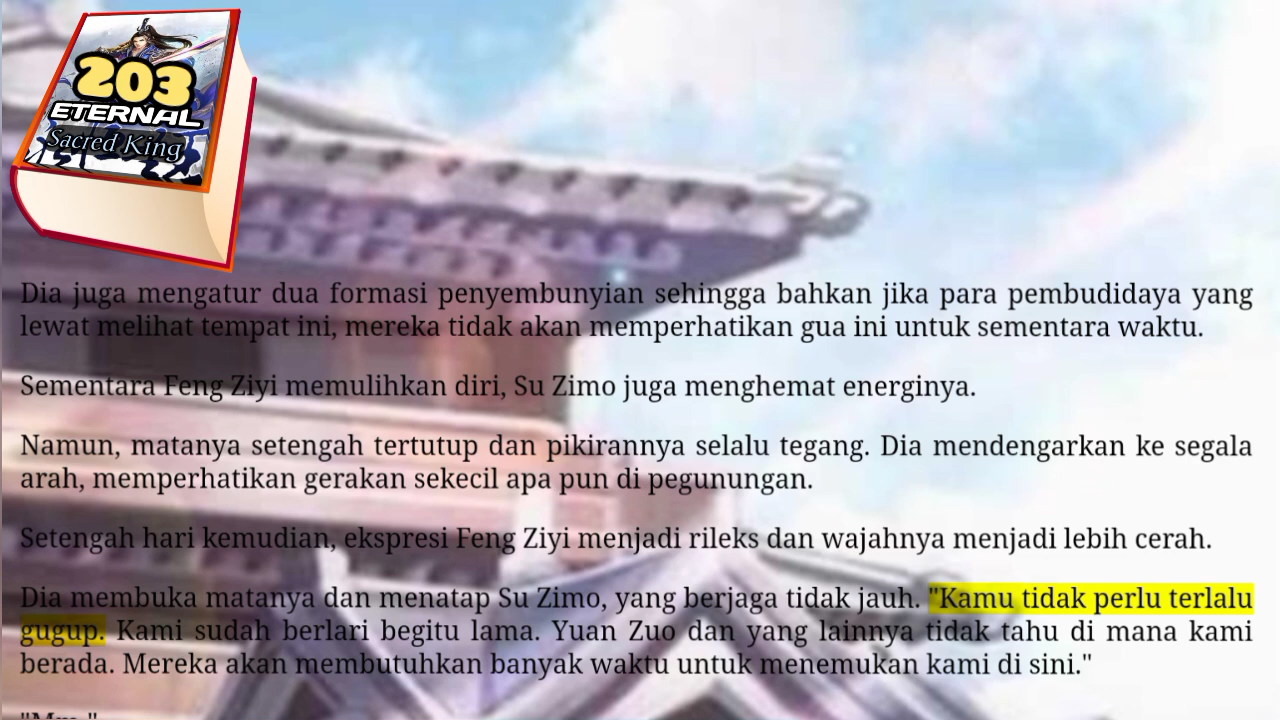 203
ETERNAL
Sacred King
Dia juga mengatur dua formasi penyembunyian sehingga bahkan jika para pembudidaya yang
lewat melihat tempat ini, mereka tidak akan memperhatikan gua ini untuk sementara waktu.
Sementara Feng Ziyi memulihkan diri, Su Zimo juga menghemat energinya.
Namun, matanya setengah tertutup dan pikirannya selalu tegang. Dia mendengarkan ke segala
arah, memperhatikan gerakan sekecil apa pun di pegunungan.
Setengah hari kemudian, ekspresi Feng Ziyi menjadi rileks dan wajahnya menjadi lebih cerah.
Dia membuka matanya dan menatap Su Zimo, yang berjaga tidak jauh. "Kamu tidak perlu terlalu
gugup. Kami sudah berlari begitu lama. Yuan Zuo dan yang lainnya tidak tahu di mana kami
berada. Mereka akan membutuhkan banyak waktu untuk menemukan kami di sini."